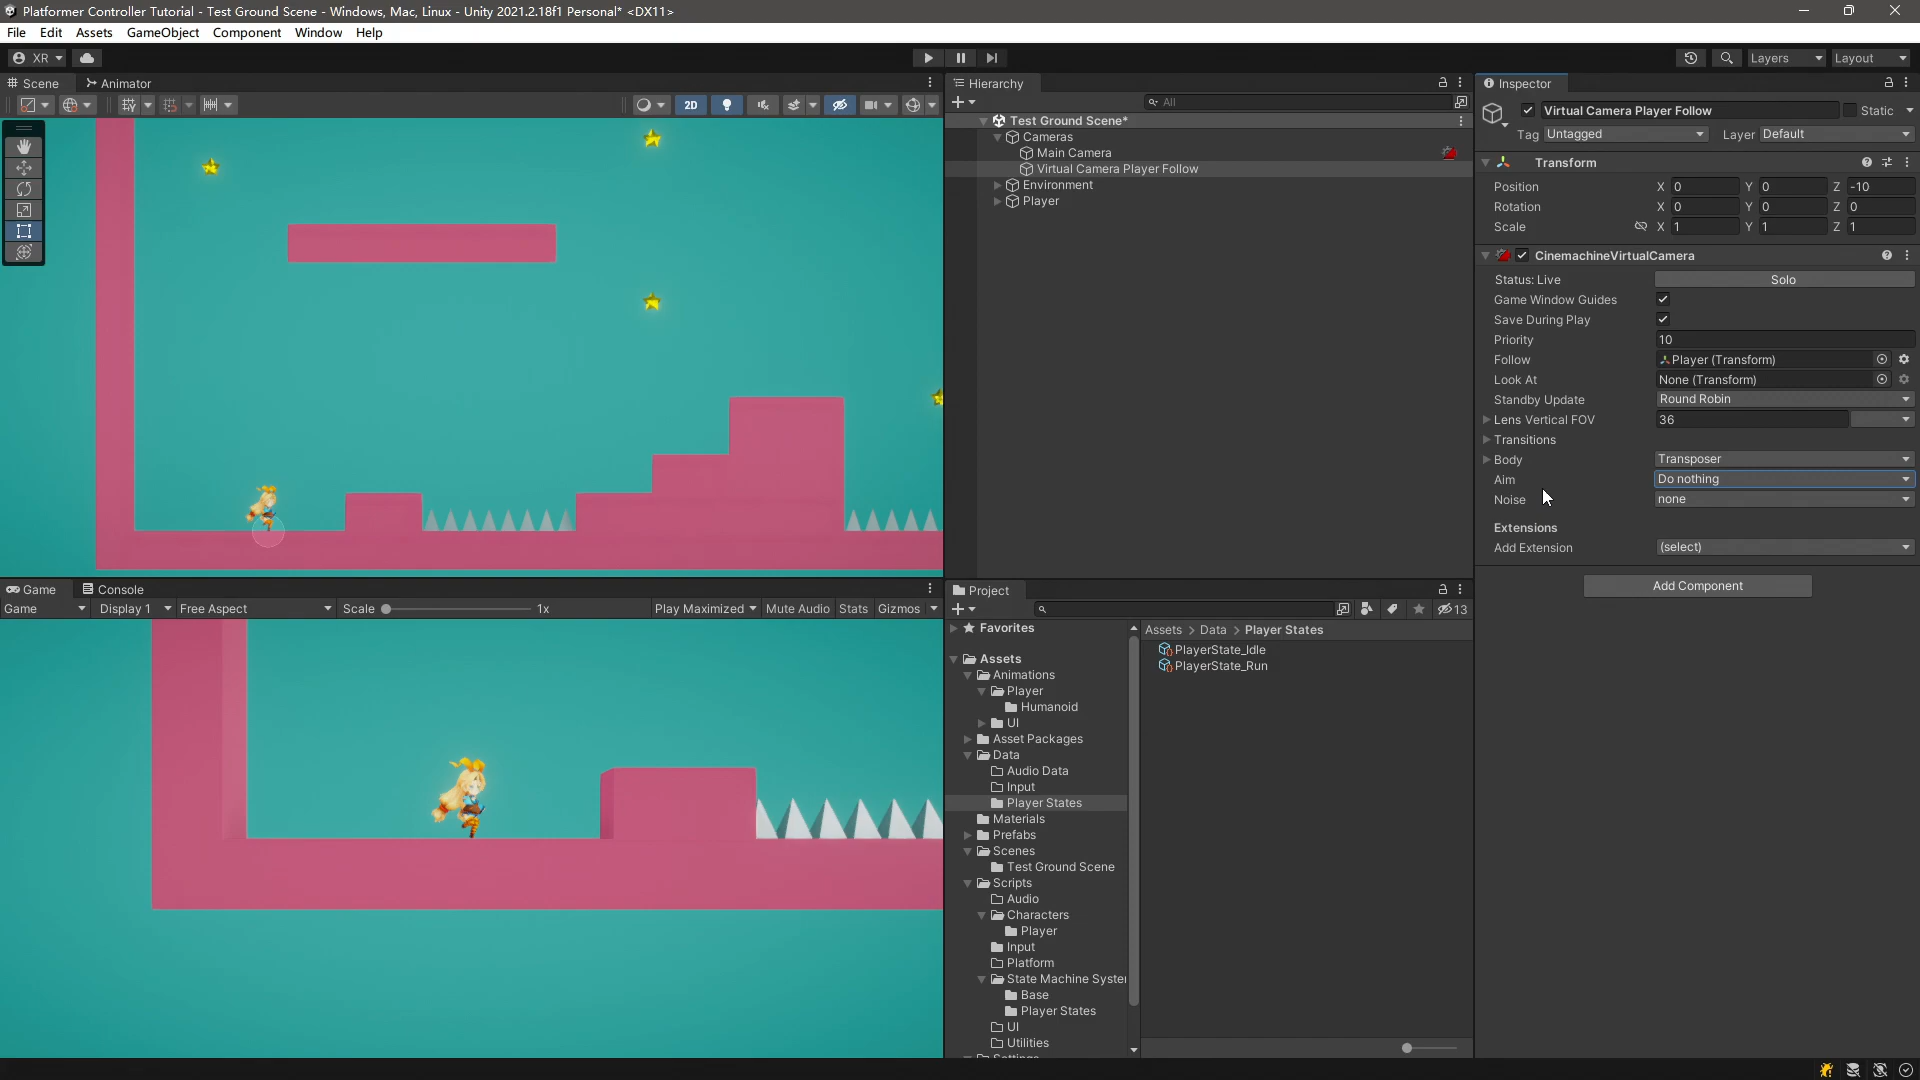 Platformer Controller Tutorial - Test Ground Scene - Windows, Mac, Linux - Unity 2021.2.18f1 Personal* <DX11>
File Edit Assets GameObject Component Window Help
XR Layers Layout
Scene Animator
2D
Hierarchy
All
Test Ground Scene*
Cameras
Main Camera
Virtual Camera Player Follow
Environment
Player
Inspector
Virtual Camera Player Follow Static
Tag Untagged Layer Default
Transform
Position X 0 Y 0 Z -10
Rotation X 0 Y 0 Z 0
Scale X 1 Y 1 Z 1
CinemachineVirtualCamera
Status: Live Solo
Game Window Guides
Save During Play
Priority 10
Follow Player (Transform)
Look At None (Transform)
Standby Update Round Robin
Lens Vertical FOV 36
Transitions
Body Transposer
Aim Do nothing
Noise none
Extensions
Add Extension (select)
Add Component
Game Console
Game Display 1 Free Aspect Scale 1x Play Maximized Mute Audio Stats Gizmos
Project
13
Favorites
Assets
Animations
Player
Humanoid
UI
Asset Packages
Data
Audio Data
Input
Player States
Materials
Prefabs
Scenes
Test Ground Scene
Scripts
Audio
Characters
Player
Input
Platform
State Machine Syster
Base
Player States
UI
Utilities
Settings
Assets > Data > Player States
PlayerState_Idle
PlayerState_Run